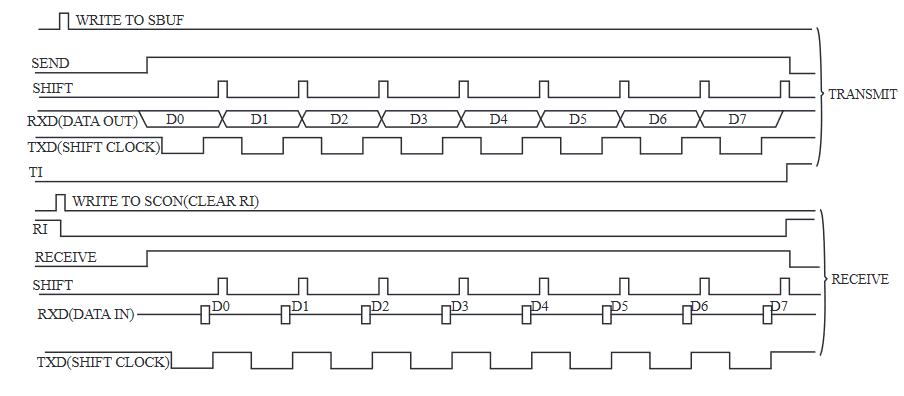 WRITE TO SBUF
SEND
SHIFT
TRANSMIT
RXD(DATA OUT) D0 D1 D2 D3 D4 D5 D6 D7
TXD(SHIFT CLOCK)
TI
WRITE TO SCON(CLEAR RI)
RI
RECEIVE
RECEIVE
SHIFT
RXD(DATA IN) D0 D1 D2 D3 D4 D5 D6 D7
TXD(SHIFT CLOCK)